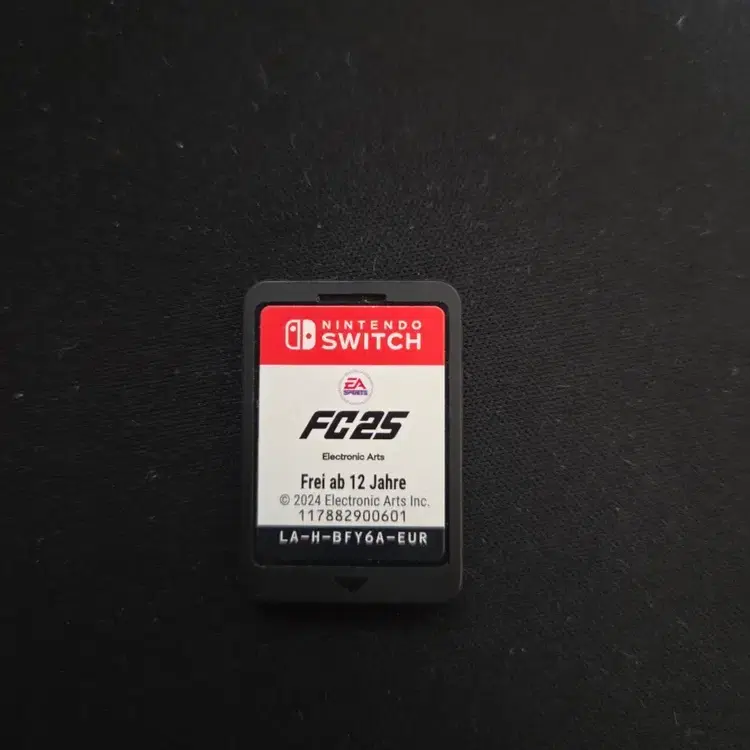 NINTENDO
SWITCH
EA
SPORTS
FC25
Electronic Arts
Frei ab 12 Jahre
© 2024 Electronic Arts Inc.
117882900601
LA-H-BFY6A-EUR